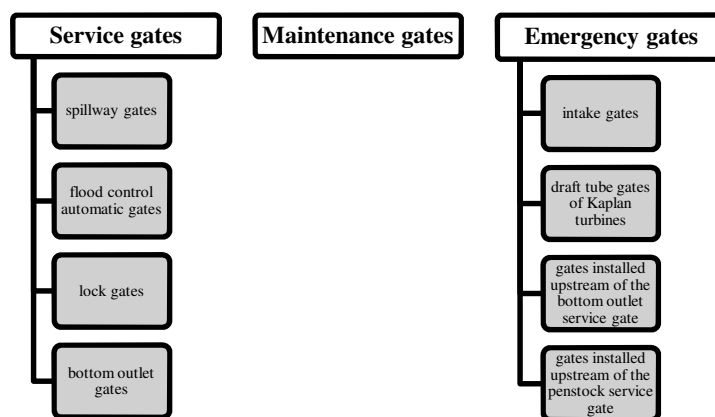 Service gates
spillway gates
flood control
automatic gates
lock gates
bottom outlet
gates
Maintenance gates
Emergency gates
intake gates
draft tube gates
of Kaplan
turbines
gates installed
upstream of the
bottom outlet
service gate
gates installed
upstream of the
penstock service
gate